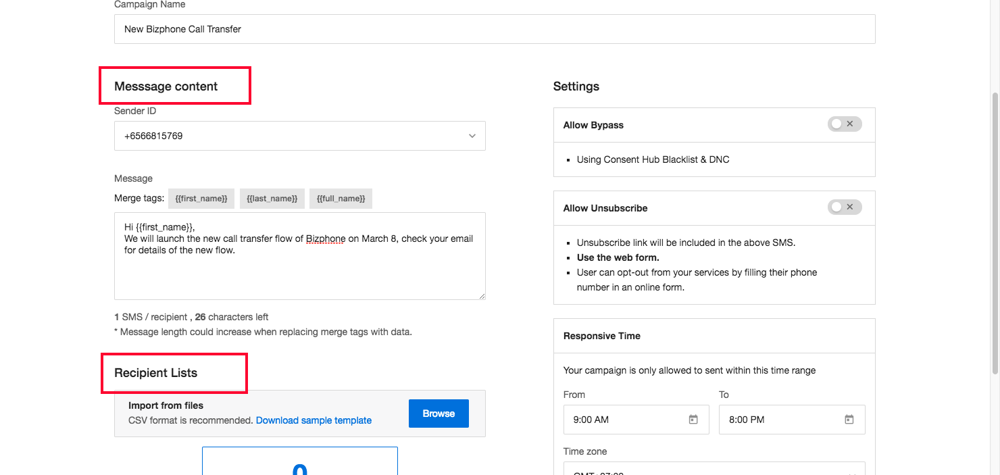 Campaign Name
New Bizphone Call Transfer
Messsage content
Sender ID
+6566815769
Message
Merge tags: {{first_name}} {{last_name}} {{full_name}}
Hi {{first_name}},
We will launch the new call transfer flow of Bizphone on March 8, check your email
for details of the new flow.
1 SMS / recipient , 26 characters left
* Message length could increase when replacing merge tags with data.
Recipient Lists
Import from files
CSV format is recommended. Download sample template
Browse
0
Settings
Allow Bypass
Using Consent Hub Blacklist & DNC
Allow Unsubscribe
Unsubscribe link will be included in the above SMS.
Use the web form.
User can opt-out from your services by filling their phone
number in an online form.
Responsive Time
Your campaign is only allowed to sent within this time range
From To
9:00 AM 8:00 PM
Time zone